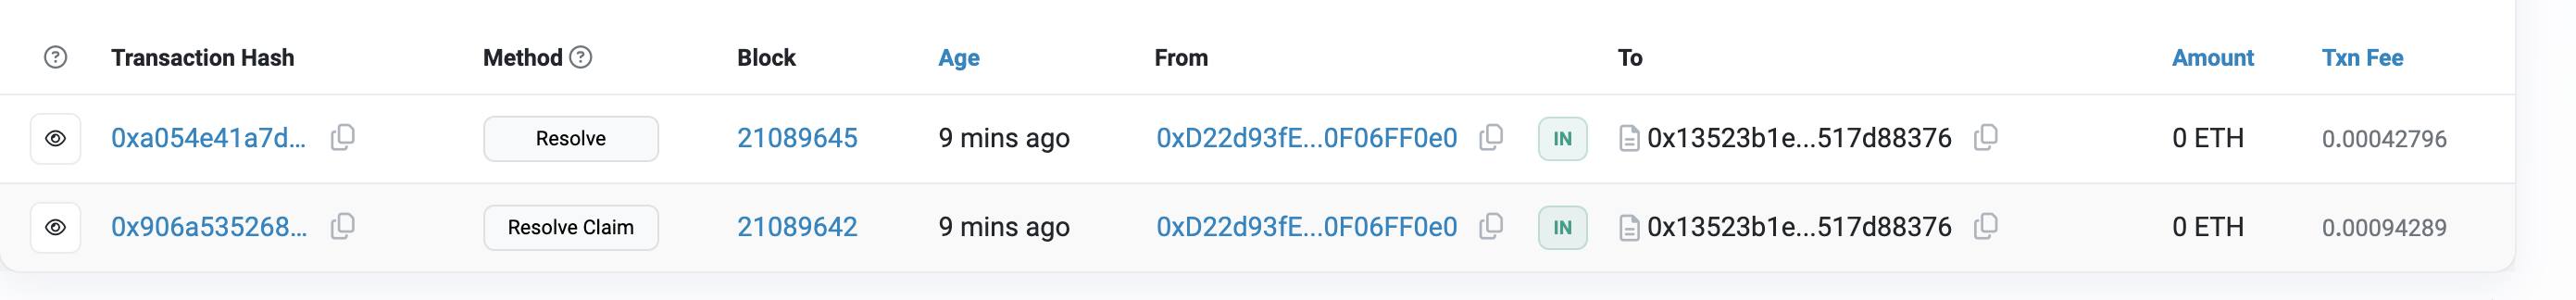 ? Transaction Hash Method ? Block Age From To Amount Txn Fee
0xa054e41a7d... Resolve 21089645 9 mins ago 0xD22d93fE...0F06FF0e0 IN 0x13523b1e...517d88376 0 ETH 0.00042796
0x906a535268... Resolve Claim 21089642 9 mins ago 0xD22d93fE...0F06FF0e0 IN 0x13523b1e...517d88376 0 ETH 0.00094289